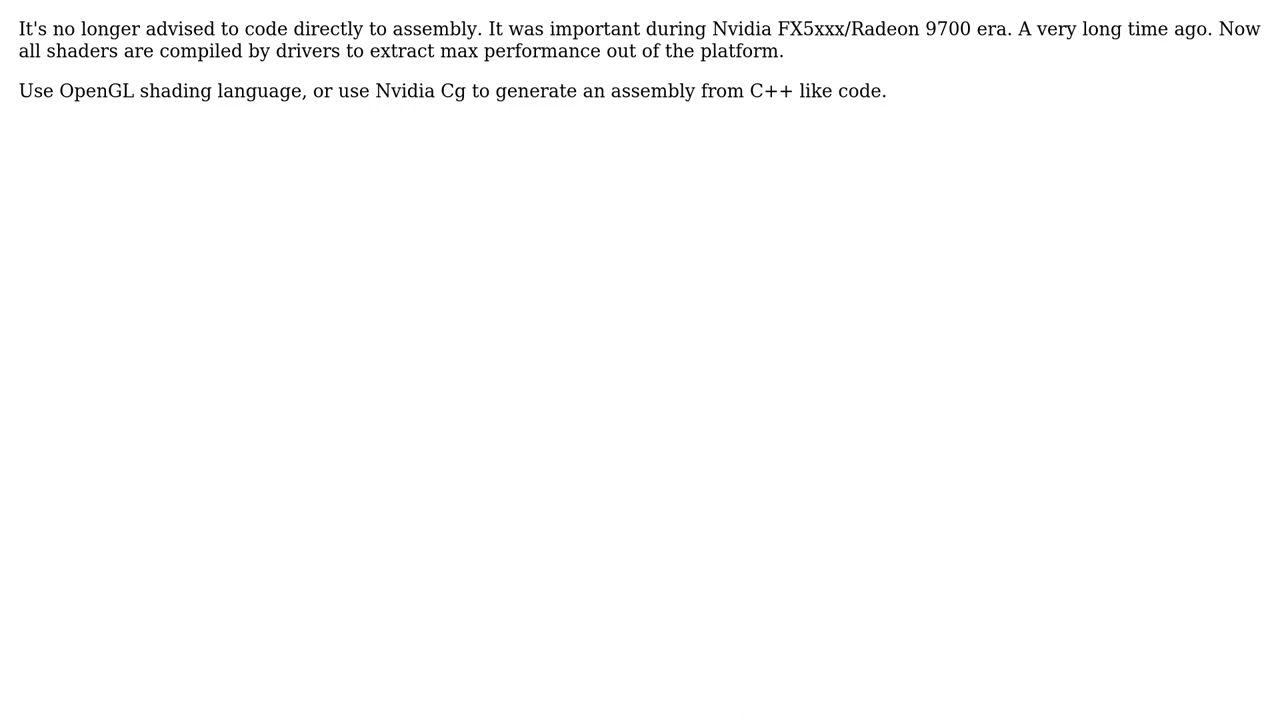 It's no longer advised to code directly to assembly. It was important during Nvidia FX5xxx/Radeon 9700 era. A very long time ago. Now
all shaders are compiled by drivers to extract max performance out of the platform.
Use OpenGL shading language, or use Nvidia Cg to generate an assembly from C++ like code.